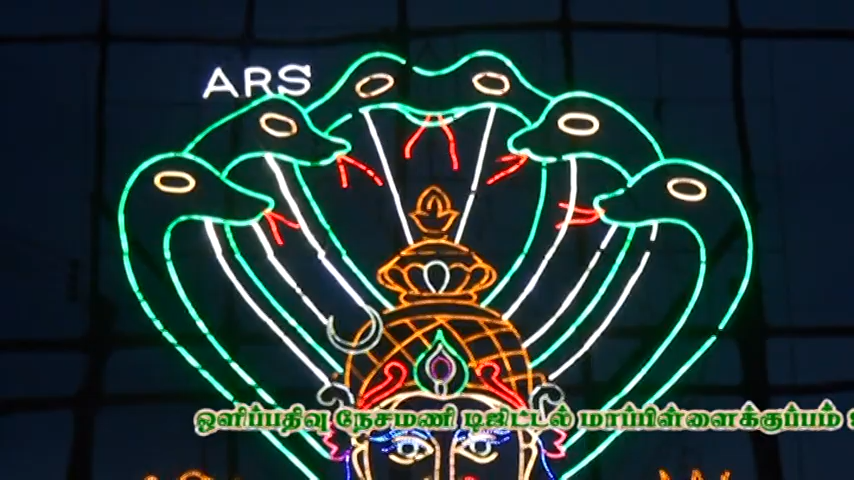 ARS
ஒளிப்பதிவு நேசமணி டிஜிட்டல் மாப்பிள்ளைக்குப்பம்